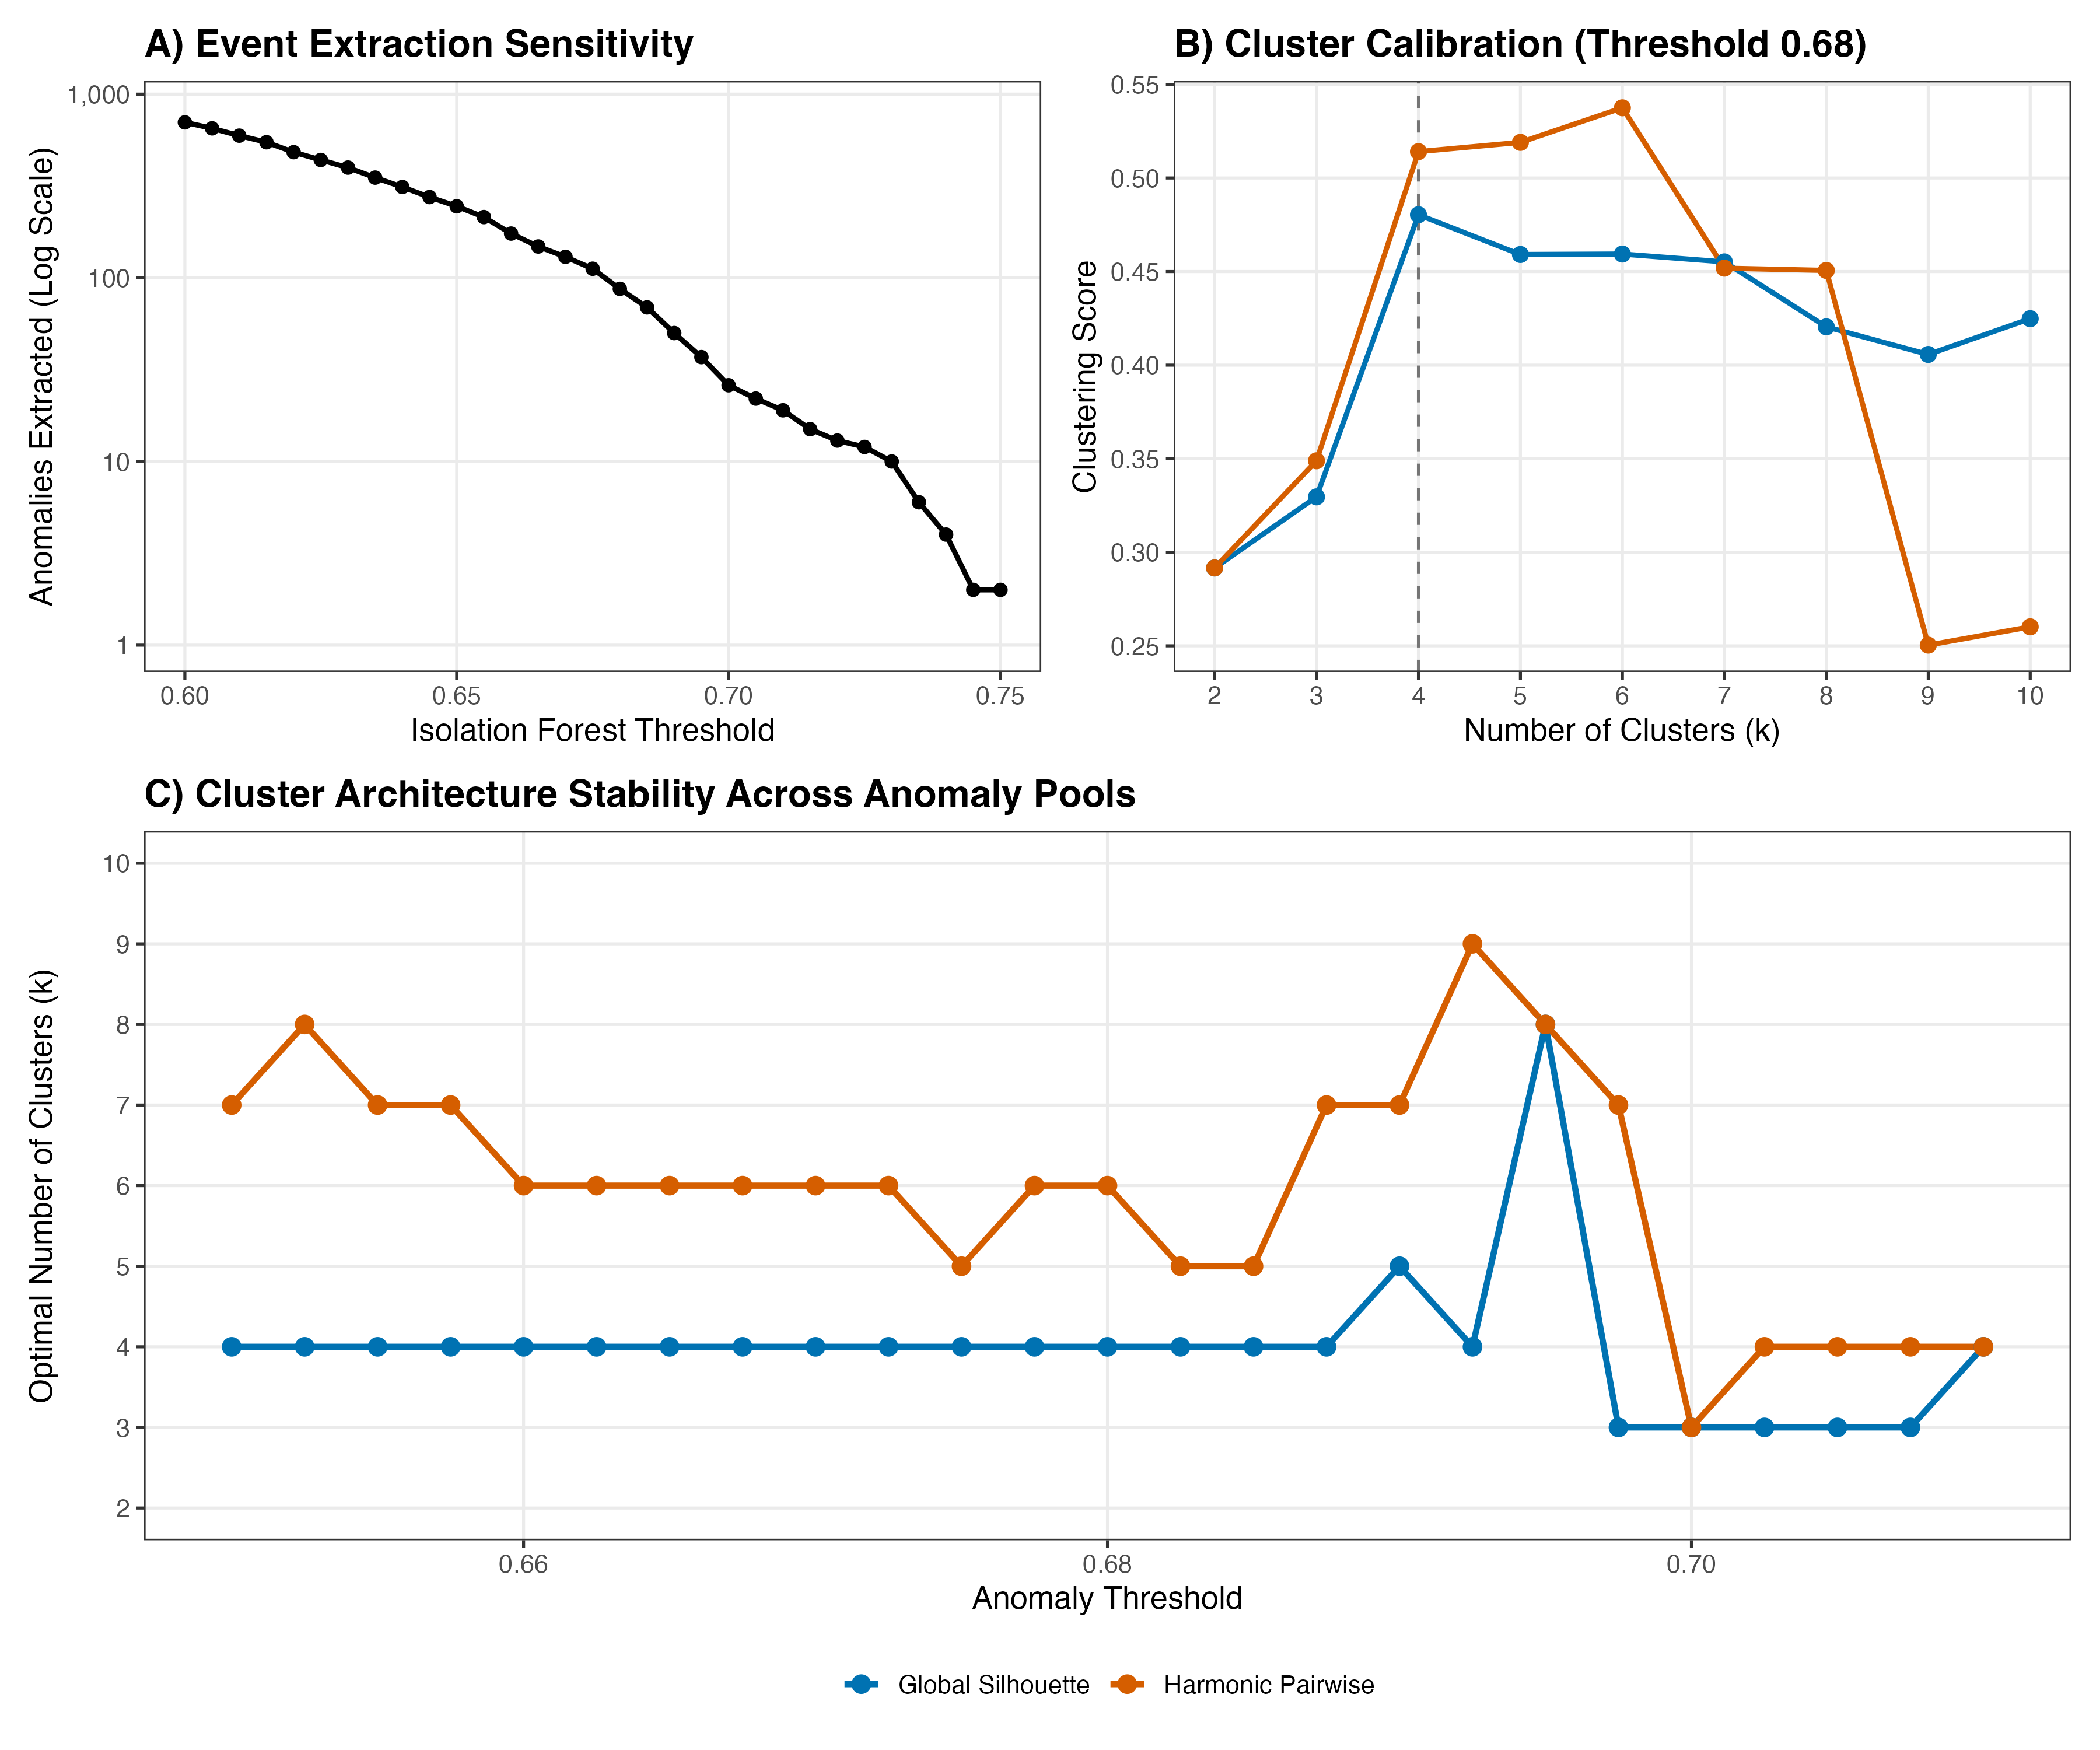 A) Event Extraction Sensitivity
Anomalies Extracted (Log Scale)
1,000
100
10
1
0.60 0.65 0.70 0.75
Isolation Forest Threshold
B) Cluster Calibration (Threshold 0.68)
Clustering Score
0.55
0.50
0.45
0.40
0.35
0.30
0.25
2 3 4 5 6 7 8 9 10
Number of Clusters (k)
C) Cluster Architecture Stability Across Anomaly Pools
Optimal Number of Clusters (k)
10
9
8
7
6
5
4
3
2
0.66 0.68 0.70
Anomaly Threshold
Global Silhouette Harmonic Pairwise